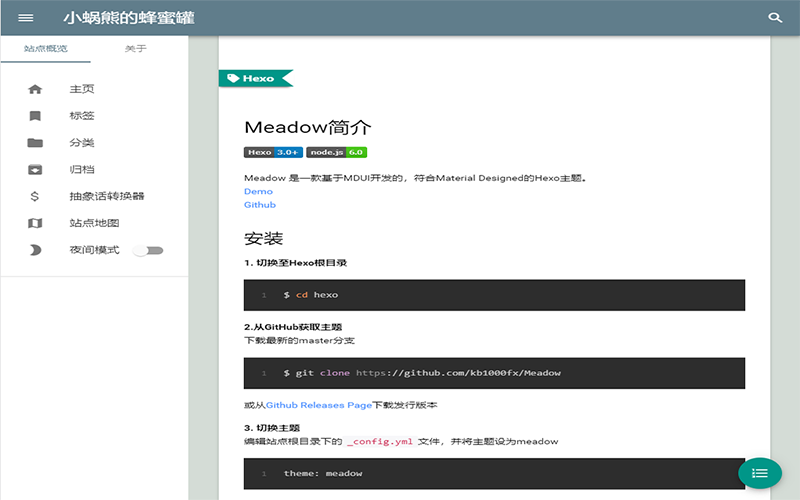 小蜗熊的蜂蜜罐
站点概览 关于
主页
标签
分类
归档
抽象话转换器
站点地图
夜间模式
Hexo
Meadow简介
Hexo 3.0+ node.js 6.0
Meadow 是一款基于MDUI开发的，符合Material Designed的Hexo主题。
Demo
Github
安装
1. 切换至Hexo根目录
1 $ cd hexo
2.从GitHub获取主题
下载最新的master分支
1 $ git clone https://github.com/kb1000fx/Meadow
或从Github Releases Page下载发行版本
3. 切换主题
编辑站点根目录下的 _config.yml 文件，并将主题设为meadow
1 theme: meadow